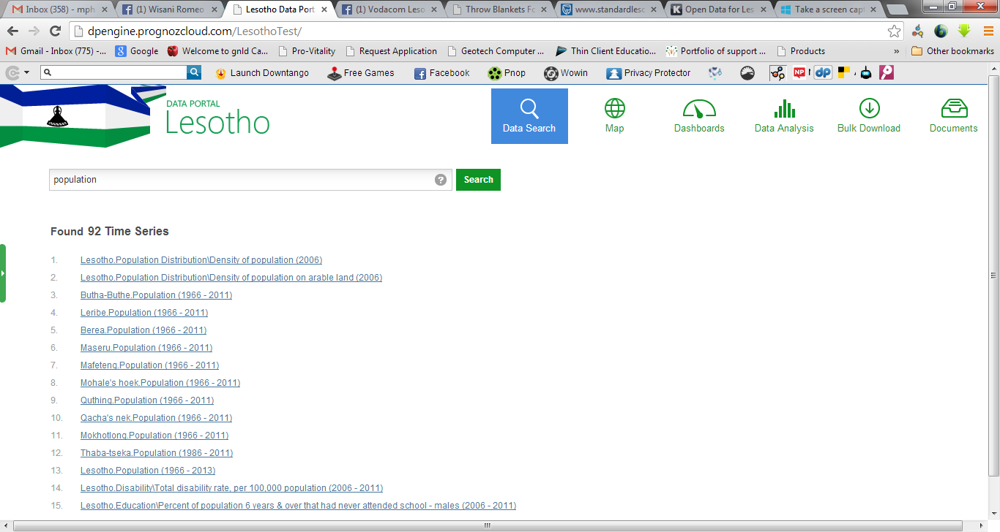 Inbox (358) - mph
(1) Wisani Romeo
Lesotho Data Port
(1) Vodacom Leso
Throw Blankets Fo
www.standardlesc
Open Data for Les
Take a screen capt
dpengine.prognozcloud.com/LesothoTest/
Gmail - Inbox (775) -...
Google
Welcome to gnld Ca...
Pro-Vitality
Request Application
Geotech Computer ...
Thin Client Educatio...
Portfolio of support ...
Products
»
Other bookmarks
Launch Downtango
Free Games
Facebook
Pnop
Wowin
Privacy Protector
NP
dp
DATA PORTAL
Lesotho
Data Search
Map
Dashboards
Data Analysis
Bulk Download
Documents
population
?
Search
Found 92 Time Series
1. Lesotho.Population Distribution\Density of population (2006)
2. Lesotho.Population Distribution\Density of population on arable land (2006)
3. Butha-Buthe.Population (1966 - 2011)
4. Leribe.Population (1966 - 2011)
5. Berea.Population (1966 - 2011)
6. Maseru.Population (1966 - 2011)
7. Mafeteng.Population (1966 - 2011)
8. Mohale's hoek.Population (1966 - 2011)
9. Quthing.Population (1966 - 2011)
10. Qacha's nek.Population (1966 - 2011)
11. Mokhotlong.Population (1966 - 2011)
12. Thaba-tseka.Population (1986 - 2011)
13. Lesotho.Population (1966 - 2013)
14. Lesotho.Disability\Total disability rate, per 100,000 population (2006 - 2011)
15. Lesotho.Education\Percent of population 6 years & over that had never attended school - males (2006 - 2011)